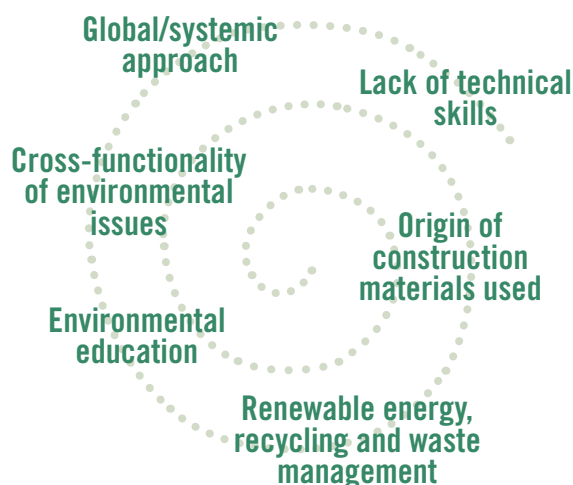 Global/systemic
approach
Lack of technical
skills
Cross-functionality
of environmental
issues
Origin of
construction
materials used
Environmental
education
Renewable energy,
recycling and waste
management